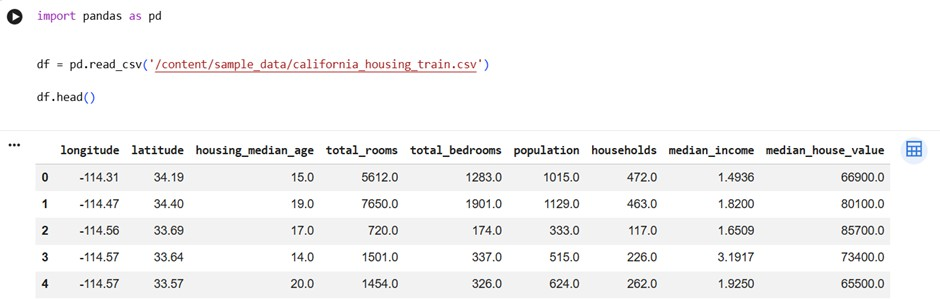 import pandas as pd
df = pd.read_csv('/content/sample_data/california_housing_train.csv')
df.head()
longitude latitude housing_median_age total_rooms total_bedrooms population households median_income median_house_value
0 -114.31 34.19 15.0 5612.0 1283.0 1015.0 472.0 1.4936 66900.0
1 -114.47 34.40 19.0 7650.0 1901.0 1129.0 463.0 1.8200 80100.0
2 -114.56 33.69 17.0 720.0 174.0 333.0 117.0 1.6509 85700.0
3 -114.57 33.64 14.0 1501.0 337.0 515.0 226.0 3.1917 73400.0
4 -114.57 33.57 20.0 1454.0 326.0 624.0 262.0 1.9250 65500.0